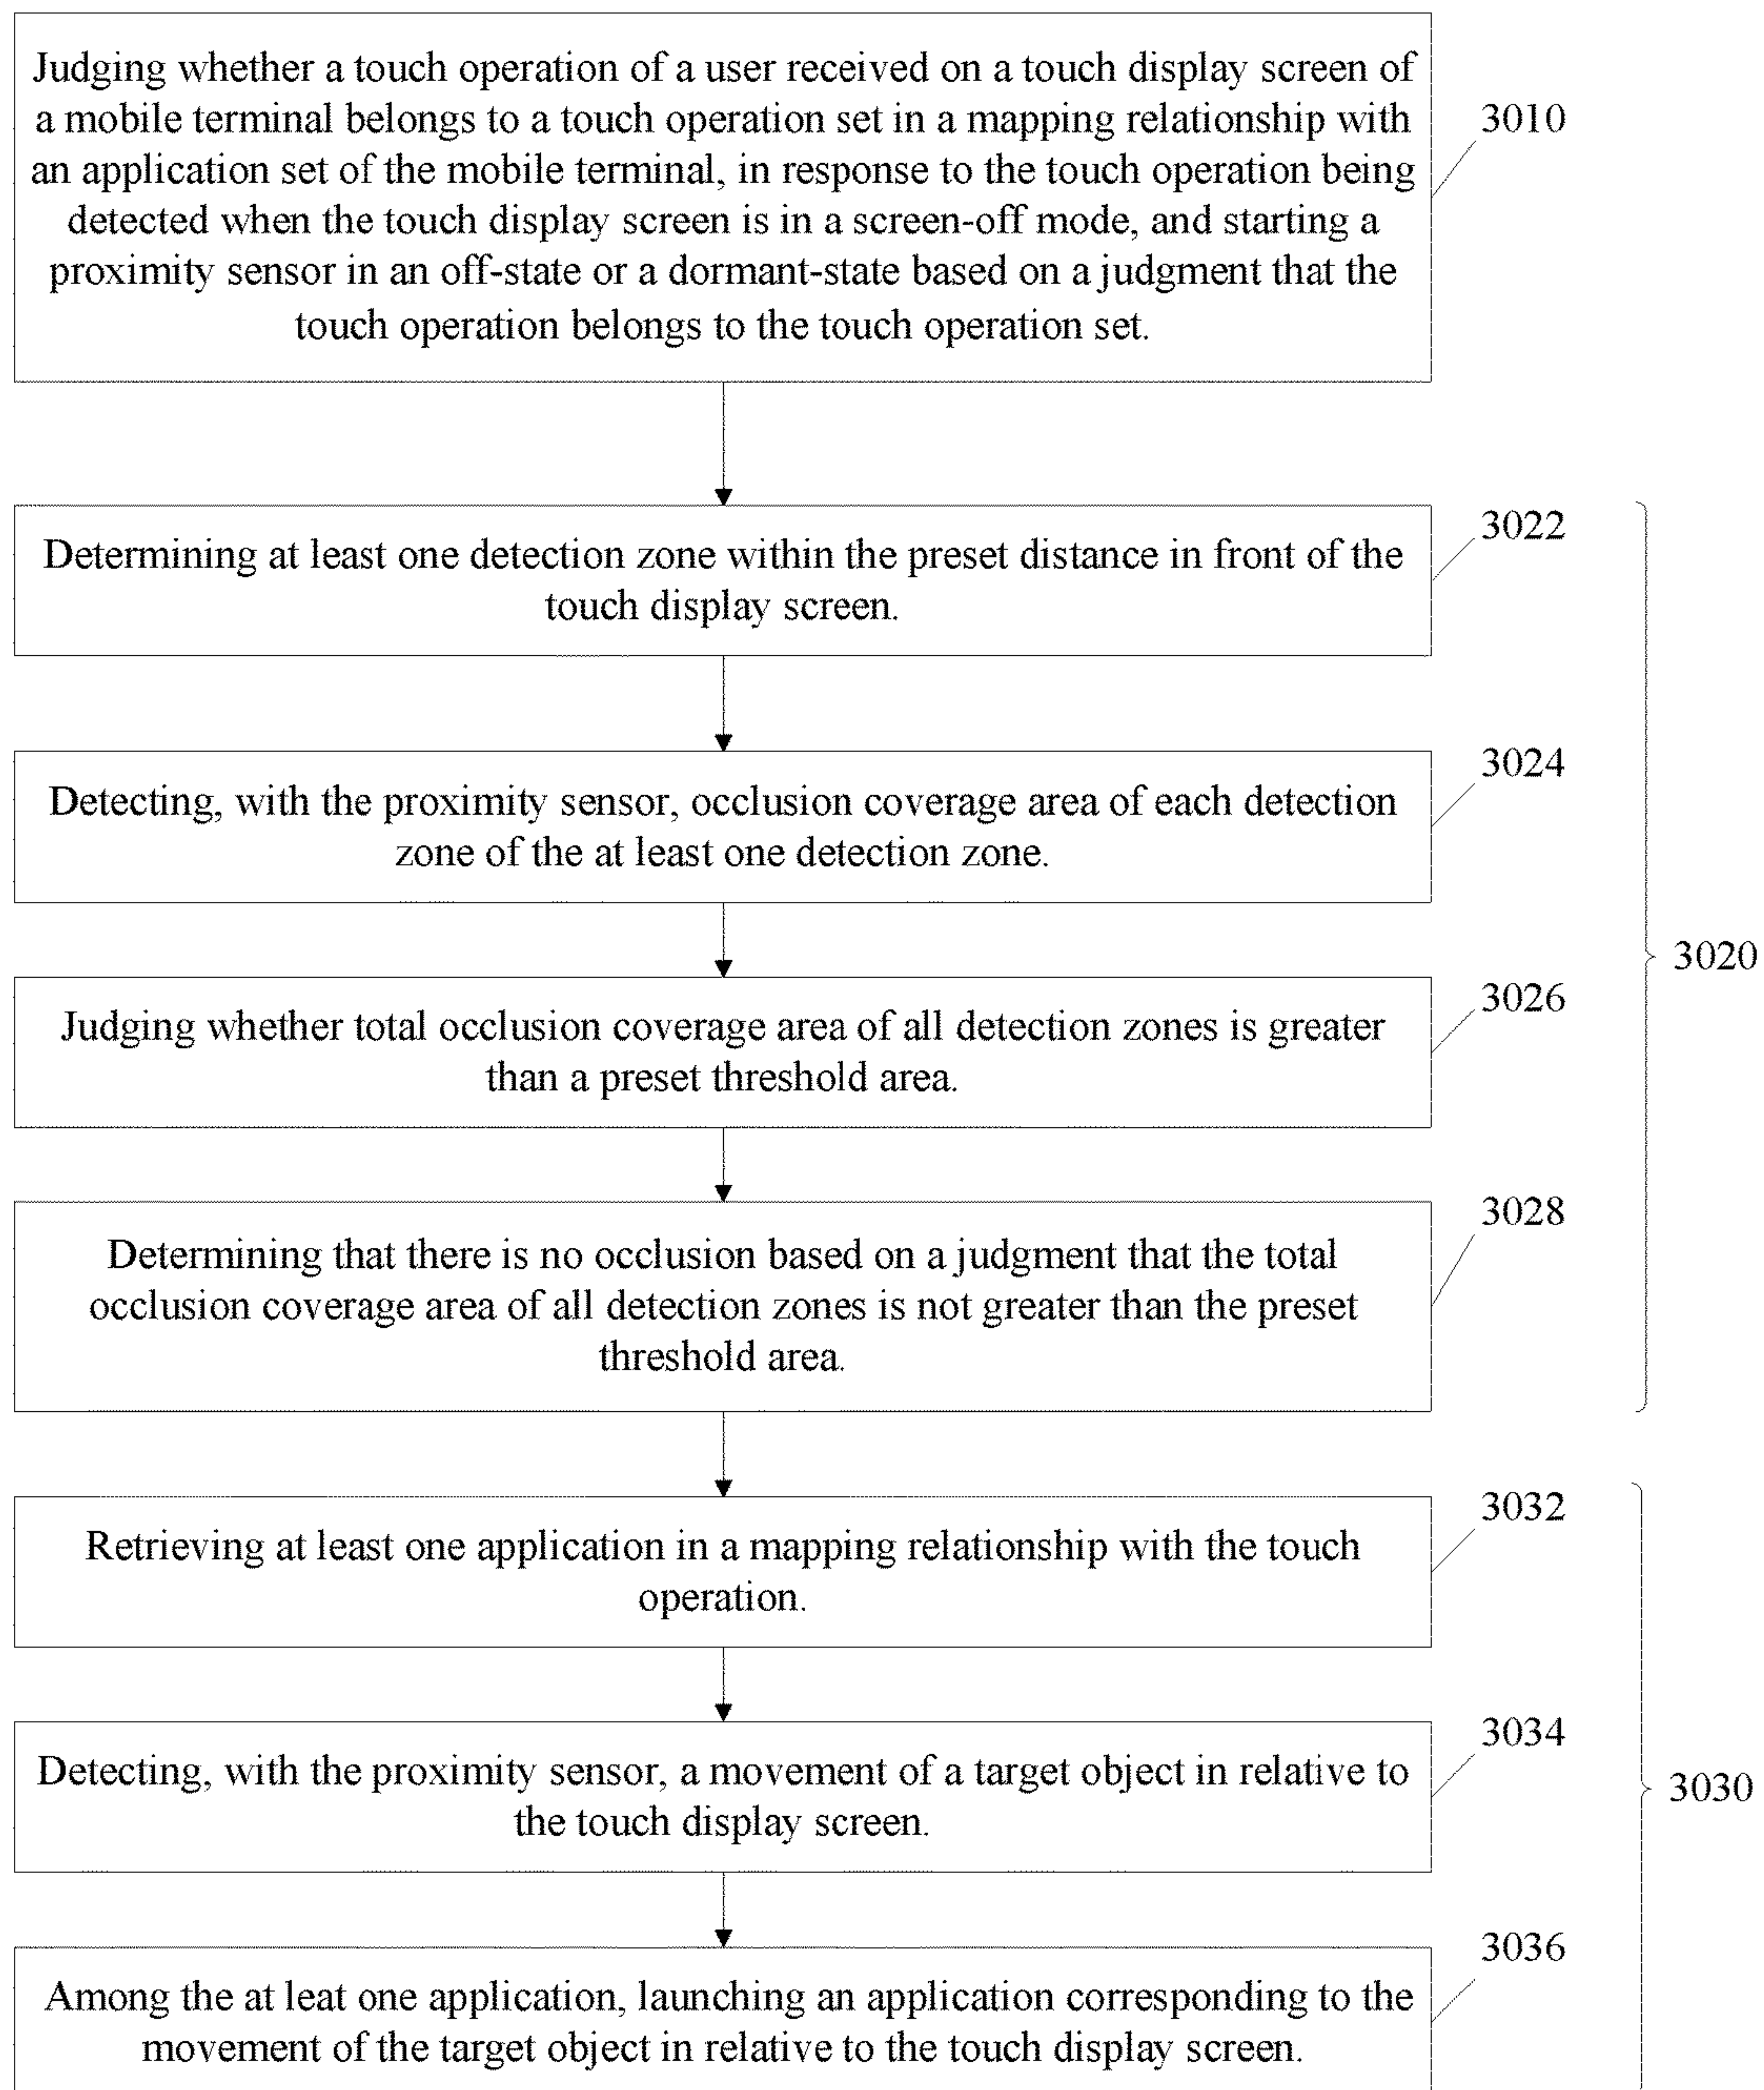 Judging whether a touch operation of a user received on a touch display screen of
a mobile terminal belongs to a touch operation set in a mapping relationship with
an application set of the mobile terminal, in response to the touch operation being
detected when the touch display screen is in a screen-off mode, and starting a
proximity sensor in an off-state or a dormant-state based on a judgment that the
touch operation belongs to the touch operation set.
3010
Determining at least one detection zone within the preset distance in front of the
touch display screen.
3022
Detecting, with the proximity sensor, occlusion coverage area of each detection
zone of the at least one detection zone.
3024
Judging whether total occlusion coverage area of all detection zones is greater
than a preset threshold area.
3026
Determining that there is no occlusion based on a judgment that the total
occlusion coverage area of all detection zones is not greater than the preset
threshold area.
3028
3020
Retrieving at least one application in a mapping relationship with the touch
operation.
3032
Detecting, with the proximity sensor, a movement of a target object in relative to
the touch display screen.
3034
Among the at leat one application, launching an application corresponding to the
movement of the target object in relative to the touch display screen.
3036
3030